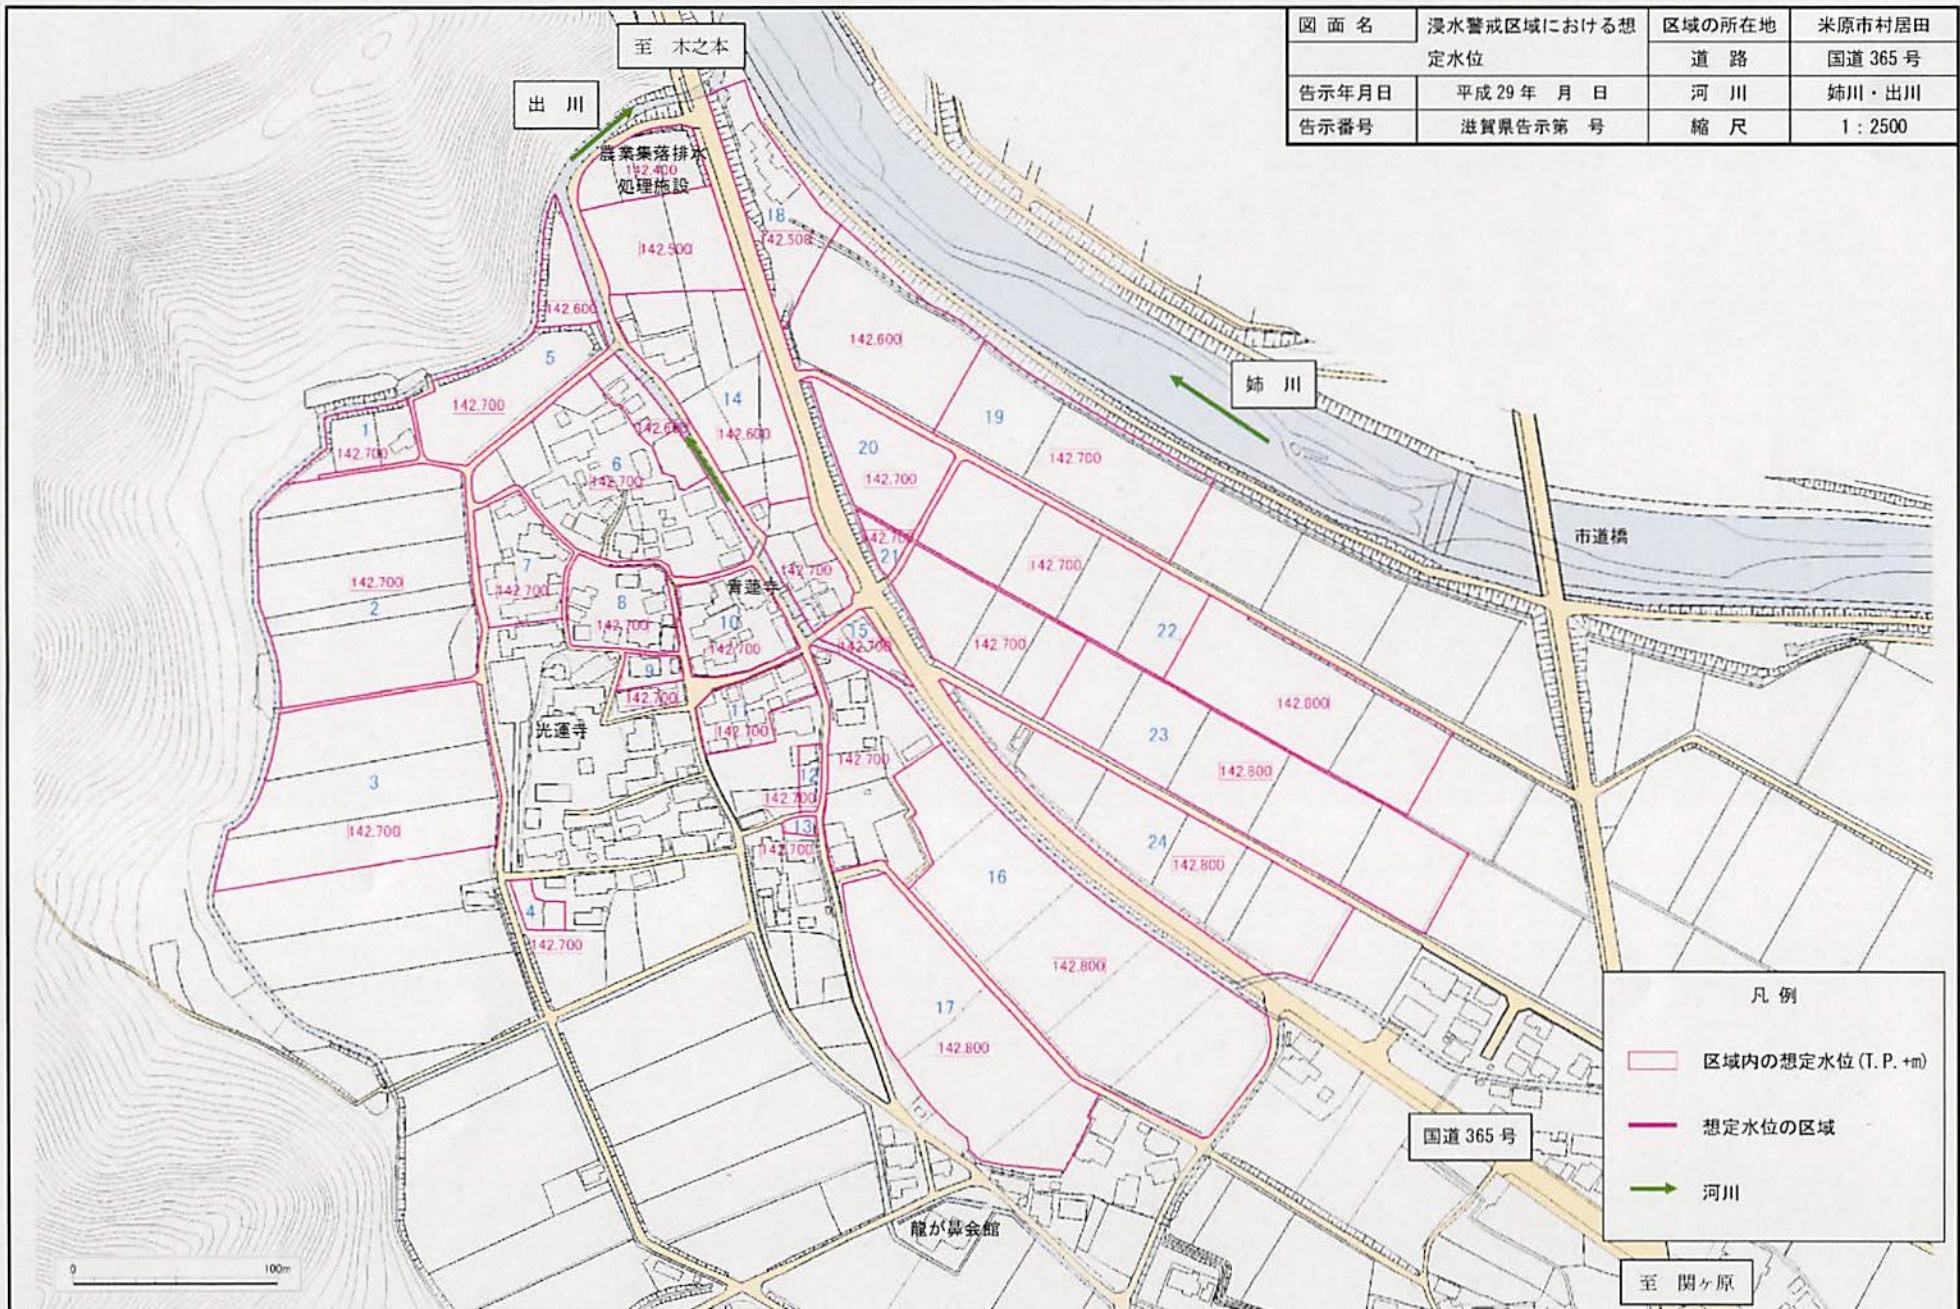 図面名 浸水警戒区域における想定水位 区域の所在地 米原市村居田
道路 国道365号
告示年月日 平成29年 月 日 河川 姉川・出川
告示番号 滋賀県告示第 号 縮尺 1:2500
至 木之本
出川
農業集落排水
142.400
処理施設
18
142.500
142.500
142.600
142.600
5
姉川
142.700
14
19
1
142.600
142.600
20
142.700
142.700
6
142.700
142.700
市道橋
142.700
21
7
142.700
142.700
142.700
2
142.700
青蓮寺
8
142.700
10
15
22
142.700
142.700
142.700
9
142.700
142.800
11
光蓮寺
142.700
23
142.700
12
142.800
3
142.700
13
142.700
142.700
24
142.800
16
4
142.700
142.800
17
142.800
凡例
区域内の想定水位(T.P.+m)
想定水位の区域
河川
国道365号
龍が鼻会館
至 関ヶ原
0 100m